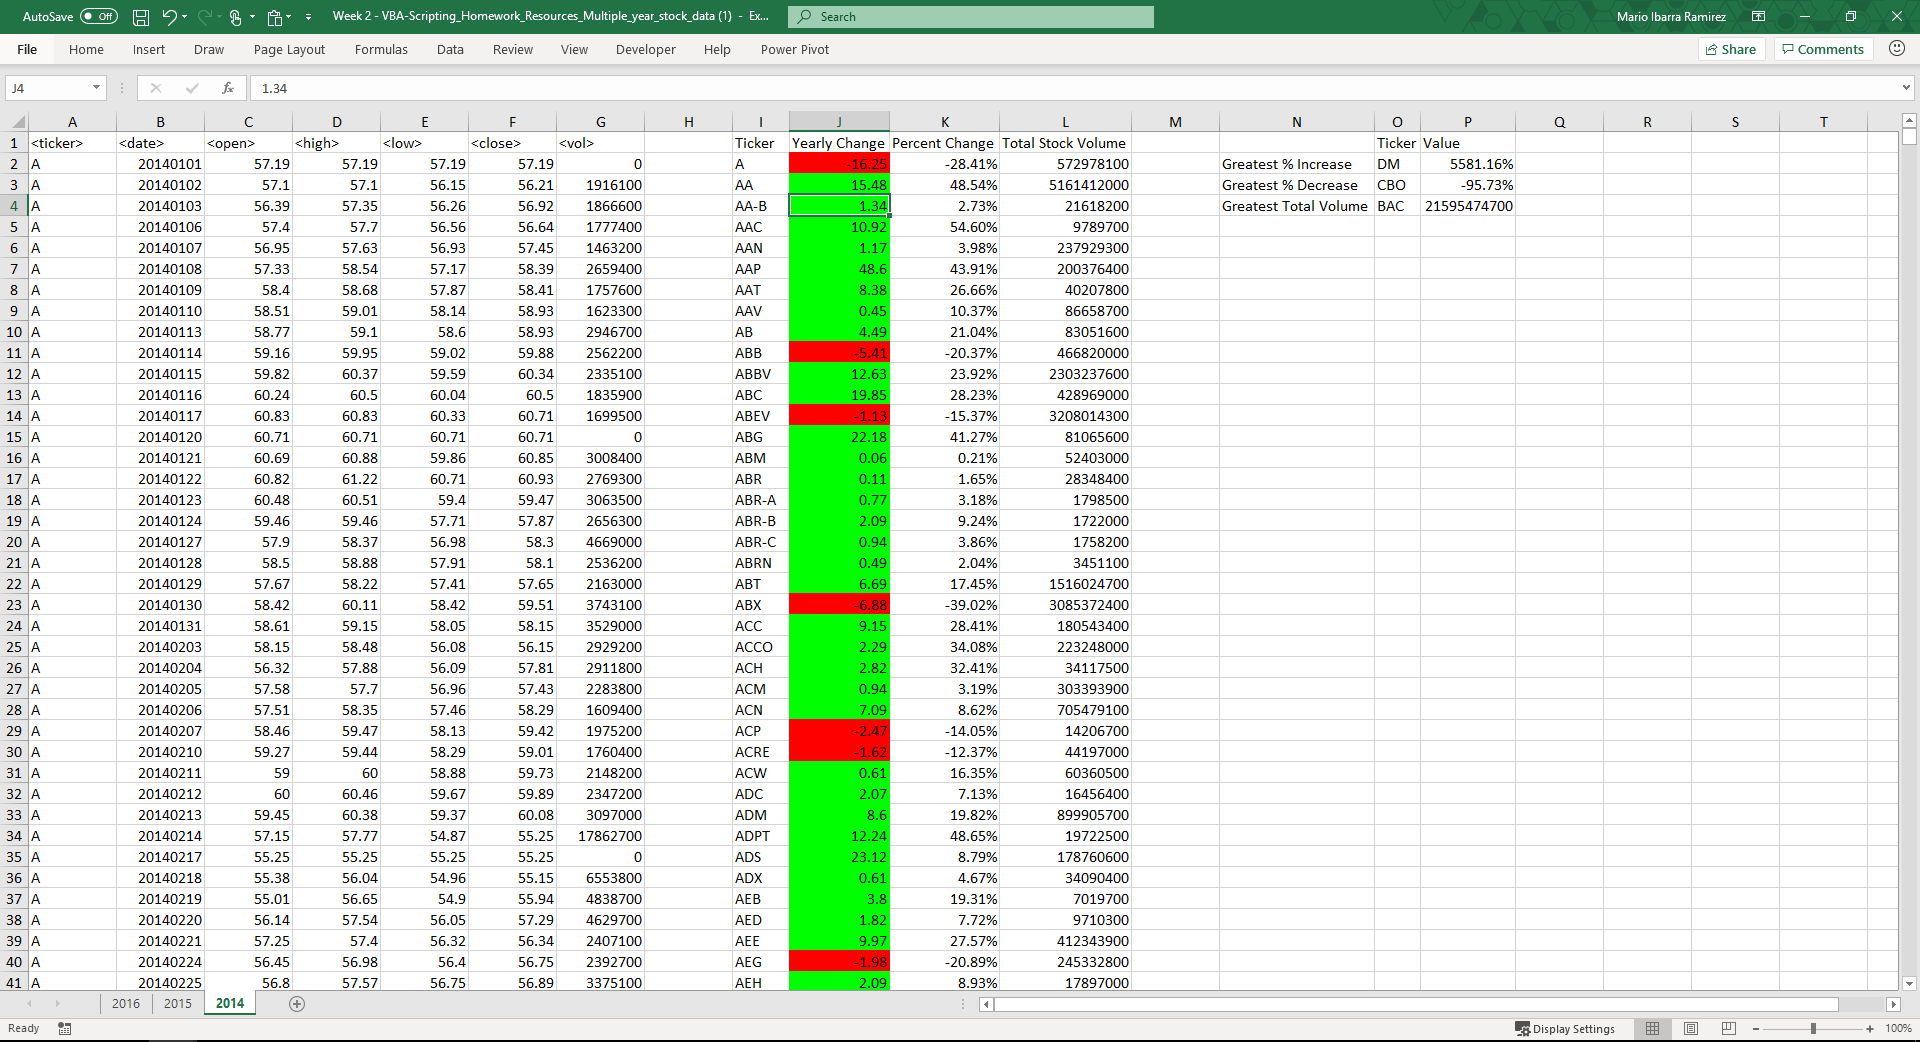 AutoSave Off Week 2 - VBA-Scripting_Homework_Resources_Multiple_year_stock_data (1) - Ex... Search Mario Ibarra Ramirez
File Home Insert Draw Page Layout Formulas Data Review View Developer Help Power Pivot Share Comments
J4 fx 1.34
A B C D E F G H I J K L M N O P Q R S T
1 <ticker> <date> <open> <high> <low> <close> <vol> Ticker Yearly Change Percent Change Total Stock Volume Ticker Value
2 A 20140101 57.19 57.19 57.19 57.19 0 A -16.25 -28.41% 572978100 Greatest % Increase DM 5581.16%
3 A 20140102 57.1 57.1 56.15 56.21 1916100 AA 15.48 48.54% 5161412000 Greatest % Decrease CBO -95.73%
4 A 20140103 56.39 57.35 56.26 56.92 1866600 AA-B 1.34 2.73% 21618200 Greatest Total Volume BAC 21595474700
5 A 20140106 57.4 57.7 56.56 56.64 1777400 AAC 10.92 54.60% 9789700
6 A 20140107 56.95 57.63 56.93 57.45 1463200 AAN 1.17 3.98% 237929300
7 A 20140108 57.33 58.54 57.17 58.39 2659400 AAP 48.6 43.91% 200376400
8 A 20140109 58.4 58.68 57.87 58.41 1757600 AAT 8.38 26.66% 40207800
9 A 20140110 58.51 59.01 58.14 58.93 1623300 AAV 0.45 10.37% 86658700
10 A 20140113 58.77 59.1 58.6 58.93 2946700 AB 4.49 21.04% 83051600
11 A 20140114 59.16 59.95 59.02 59.88 2562200 ABB -5.41 -20.37% 466820000
12 A 20140115 59.82 60.37 59.59 60.34 2335100 ABBV 12.63 23.92% 2303237600
13 A 20140116 60.24 60.5 60.04 60.5 1835900 ABC 19.85 28.23% 428969000
14 A 20140117 60.83 60.83 60.33 60.71 1699500 ABEV -1.13 -15.37% 3208014300
15 A 20140120 60.71 60.71 60.71 60.71 0 ABG 22.18 41.27% 81065600
16 A 20140121 60.69 60.88 59.86 60.85 3008400 ABM 0.06 0.21% 52403000
17 A 20140122 60.82 61.22 60.71 60.93 2769300 ABR 0.11 1.65% 28348400
18 A 20140123 60.48 60.51 59.4 59.47 3063500 ABR-A 0.77 3.18% 1798500
19 A 20140124 59.46 59.46 57.71 57.87 2656300 ABR-B 2.09 9.24% 1722000
20 A 20140127 57.9 58.37 56.98 58.3 4669000 ABR-C 0.94 3.86% 1758200
21 A 20140128 58.5 58.88 57.91 58.1 2536200 ABRN 0.49 2.04% 3451100
22 A 20140129 57.67 58.22 57.41 57.65 2163000 ABT 6.69 17.45% 1516024700
23 A 20140130 58.42 60.11 58.42 59.51 3743100 ABX -6.88 -39.02% 3085372400
24 A 20140131 58.61 59.15 58.05 58.15 3529000 ACC 9.15 28.41% 180543400
25 A 20140203 58.15 58.48 56.08 56.15 2929200 ACCO 2.29 34.08% 223248000
26 A 20140204 56.32 57.88 56.09 57.81 2911800 ACH 2.82 32.41% 34117500
27 A 20140205 57.58 57.7 56.96 57.43 2283800 ACM 0.94 3.19% 303393900
28 A 20140206 57.51 58.35 57.46 58.29 1609400 ACN 7.09 8.62% 705479100
29 A 20140207 58.46 59.47 58.13 59.42 1975200 ACP -2.47 -14.05% 14206700
30 A 20140210 59.27 59.44 58.29 59.01 1760400 ACRE -1.62 -12.37% 44197000
31 A 20140211 59 60 58.88 59.73 2148200 ACW 0.61 16.35% 60360500
32 A 20140212 60 60.46 59.67 59.89 2347200 ADC 2.07 7.13% 16456400
33 A 20140213 59.45 60.38 59.37 60.08 3097000 ADM 8.6 19.82% 899905700
34 A 20140214 57.15 57.77 54.87 55.25 17862700 ADPT 12.24 48.65% 19722500
35 A 20140217 55.25 55.25 55.25 55.25 0 ADS 23.12 8.79% 178760600
36 A 20140218 55.38 56.04 54.96 55.15 6553800 ADX 0.61 4.67% 34090400
37 A 20140219 55.01 56.65 54.9 55.94 4838700 AEB 3.8 19.31% 7019700
38 A 20140220 56.14 57.54 56.05 57.29 4629700 AED 1.82 7.72% 9710300
39 A 20140221 57.25 57.4 56.32 56.34 2407100 AEE 9.97 27.57% 412343900
40 A 20140224 56.45 56.98 56.4 56.75 2392700 AEG -1.98 -20.89% 245332800
41 A 20140225 56.8 57.57 56.75 56.89 3375100 AEH 2.09 8.93% 17897000
2016 2015 2014
Ready Display Settings 100%